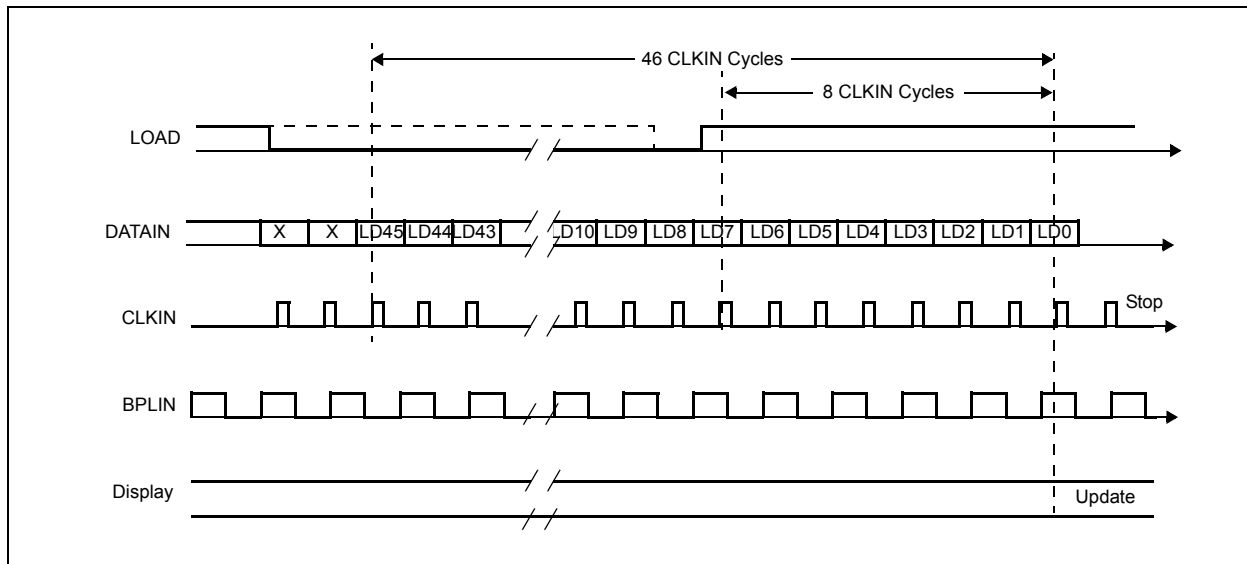 46 CLKIN Cycles
8 CLKIN Cycles
LOAD
DATAIN X X LD45 LD44 LD43 LD10 LD9 LD8 LD7 LD6 LD5 LD4 LD3 LD2 LD1 LD0
CLKIN Stop
BPLIN
Display Update